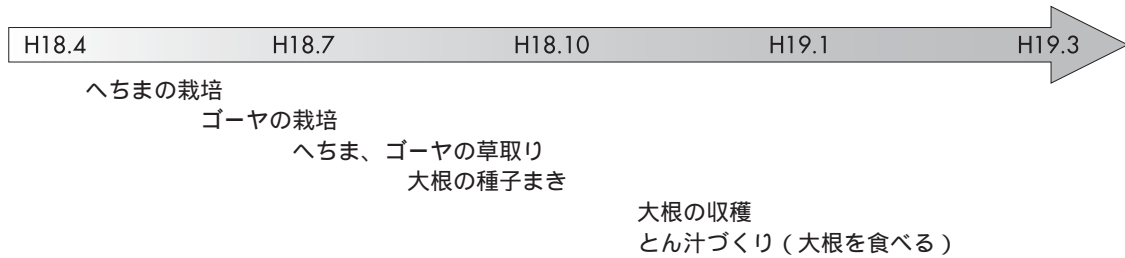 H18.4 H18.7 H18.10 H19.1 H19.3
へちまの栽培
ゴーヤの栽培
へちま、ゴーヤの草取り
大根の種子まき
大根の収穫
とん汁づくり(大根を食べる)